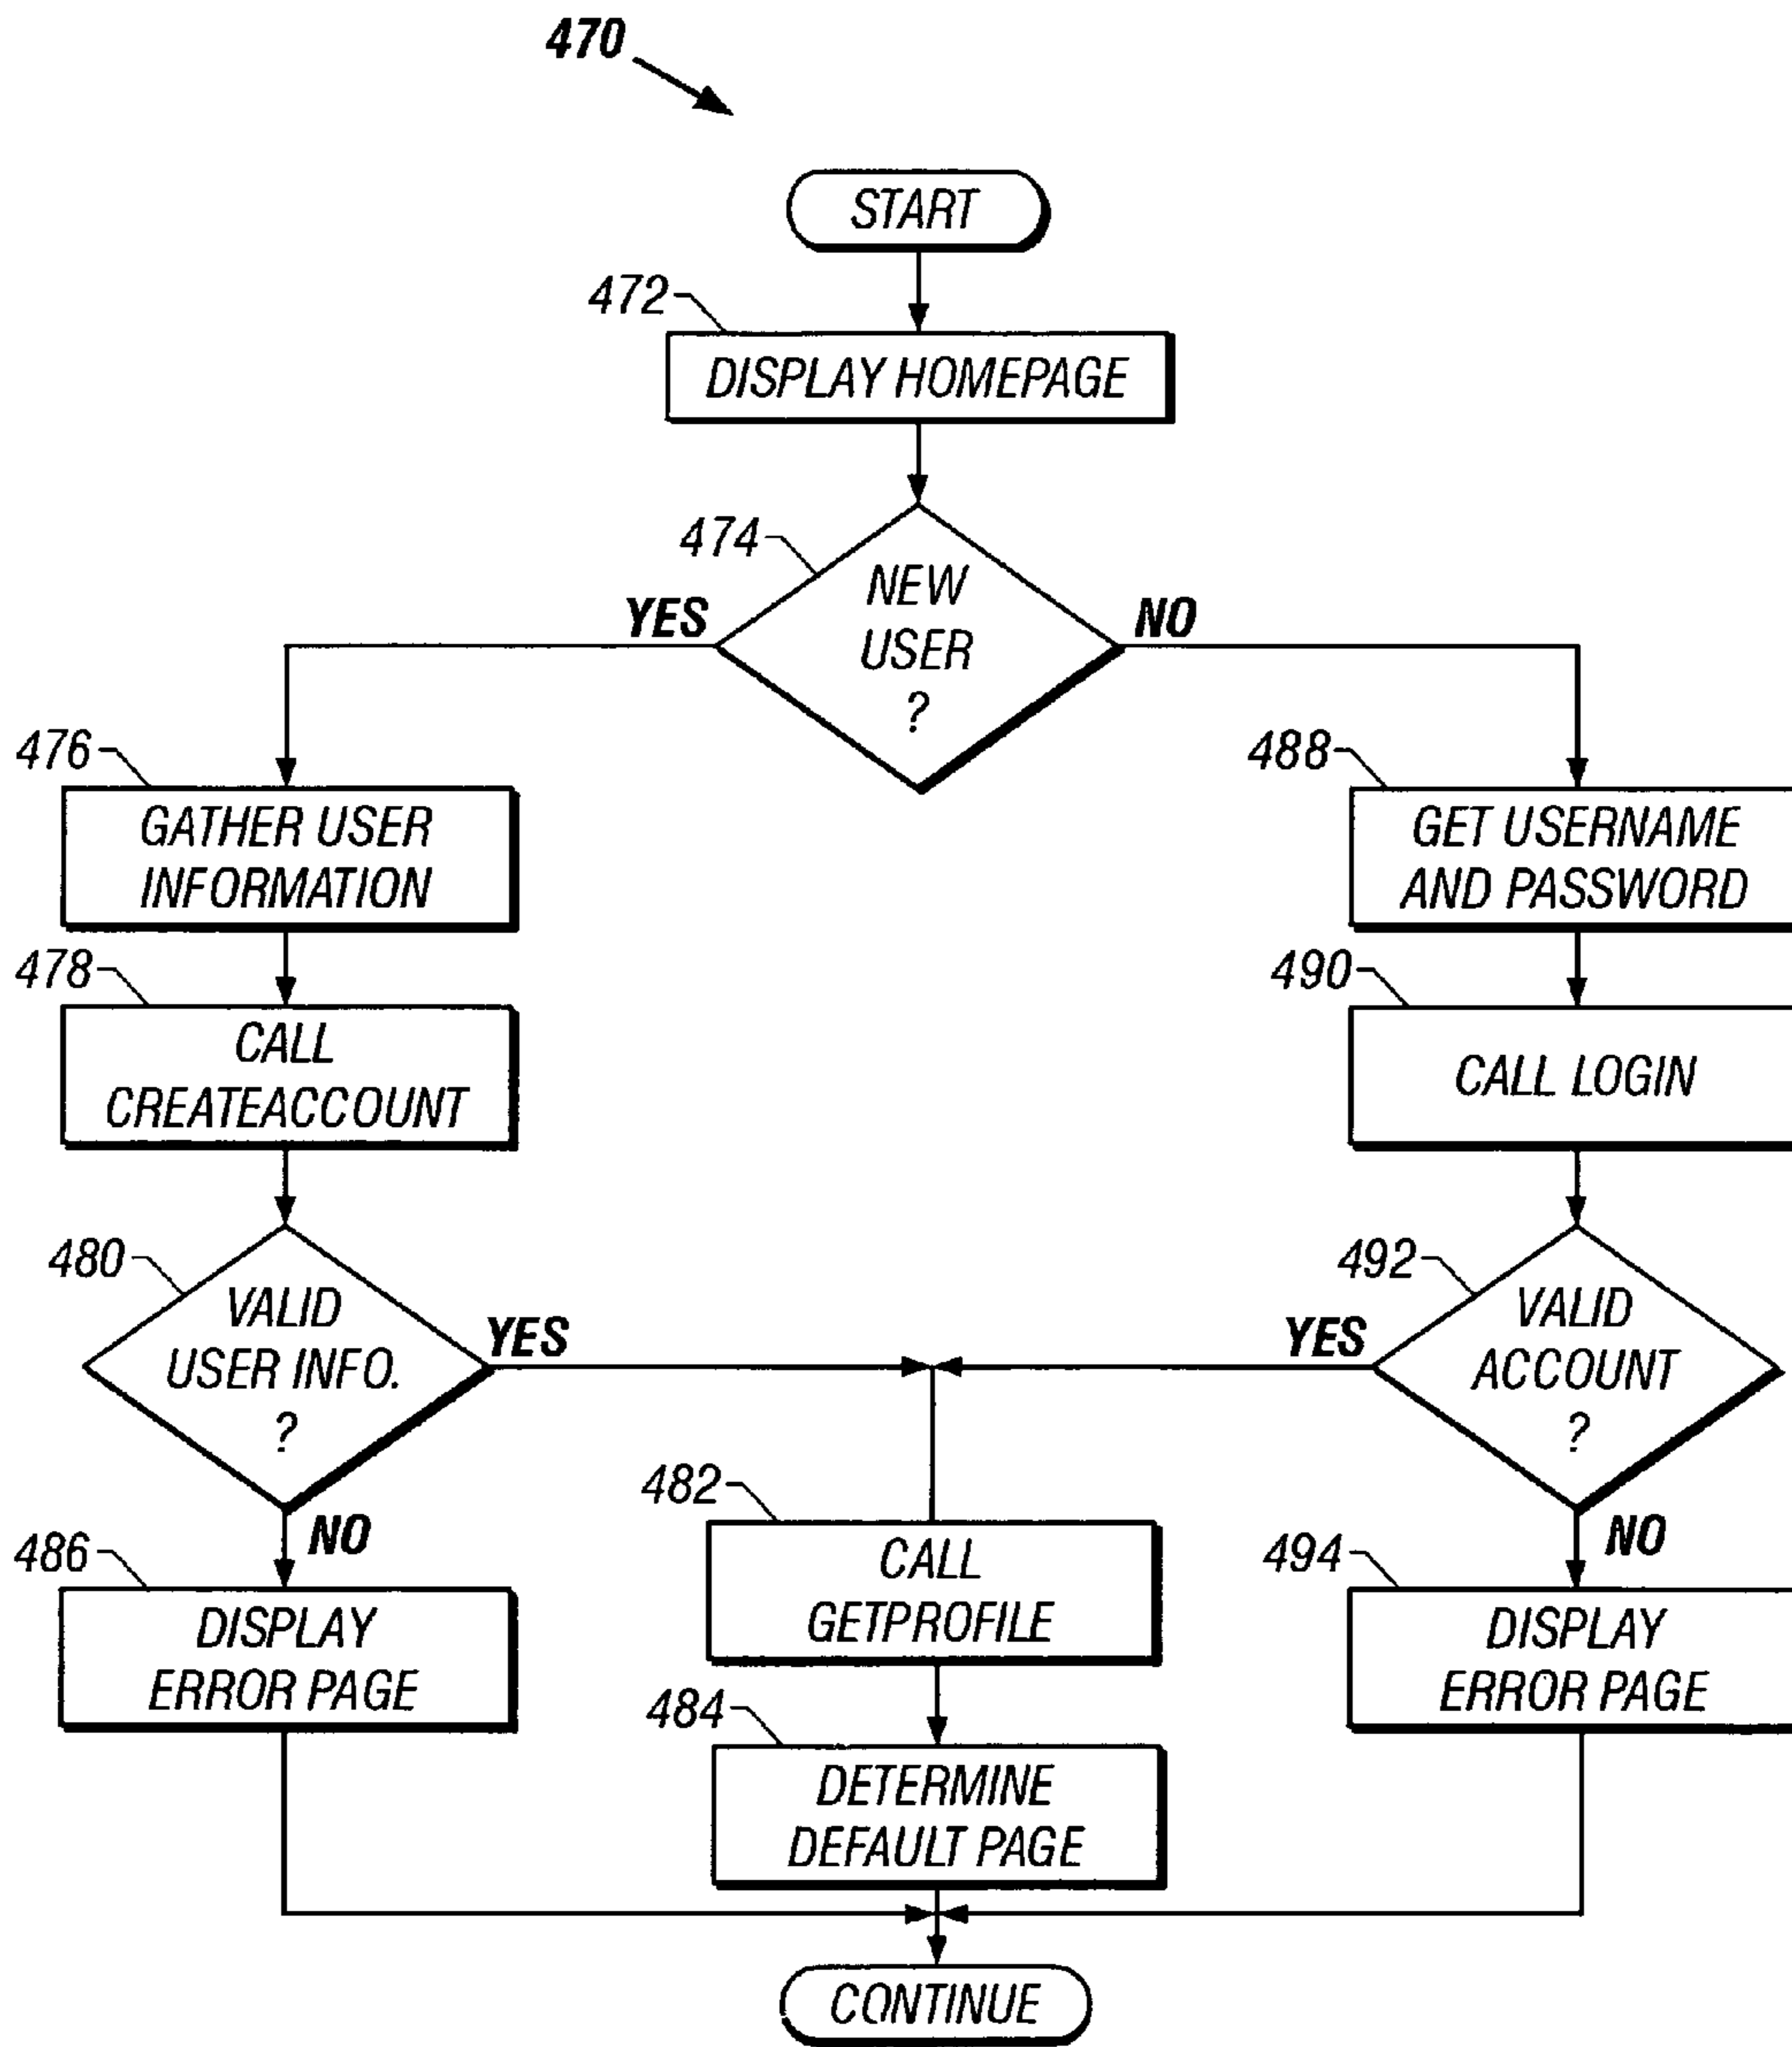 470
START
472
DISPLAY HOMEPAGE
474
NEW
USER
?
YES
NO
476
GATHER USER
INFORMATION
488
GET USERNAME
AND PASSWORD
478
CALL
CREATEACCOUNT
490
CALL LOGIN
480
VALID
USER INFO.
?
YES
NO
492
VALID
ACCOUNT
?
YES
NO
482
CALL
GETPROFILE
486
DISPLAY
ERROR PAGE
494
DISPLAY
ERROR PAGE
484
DETERMINE
DEFAULT PAGE
CONTINUE